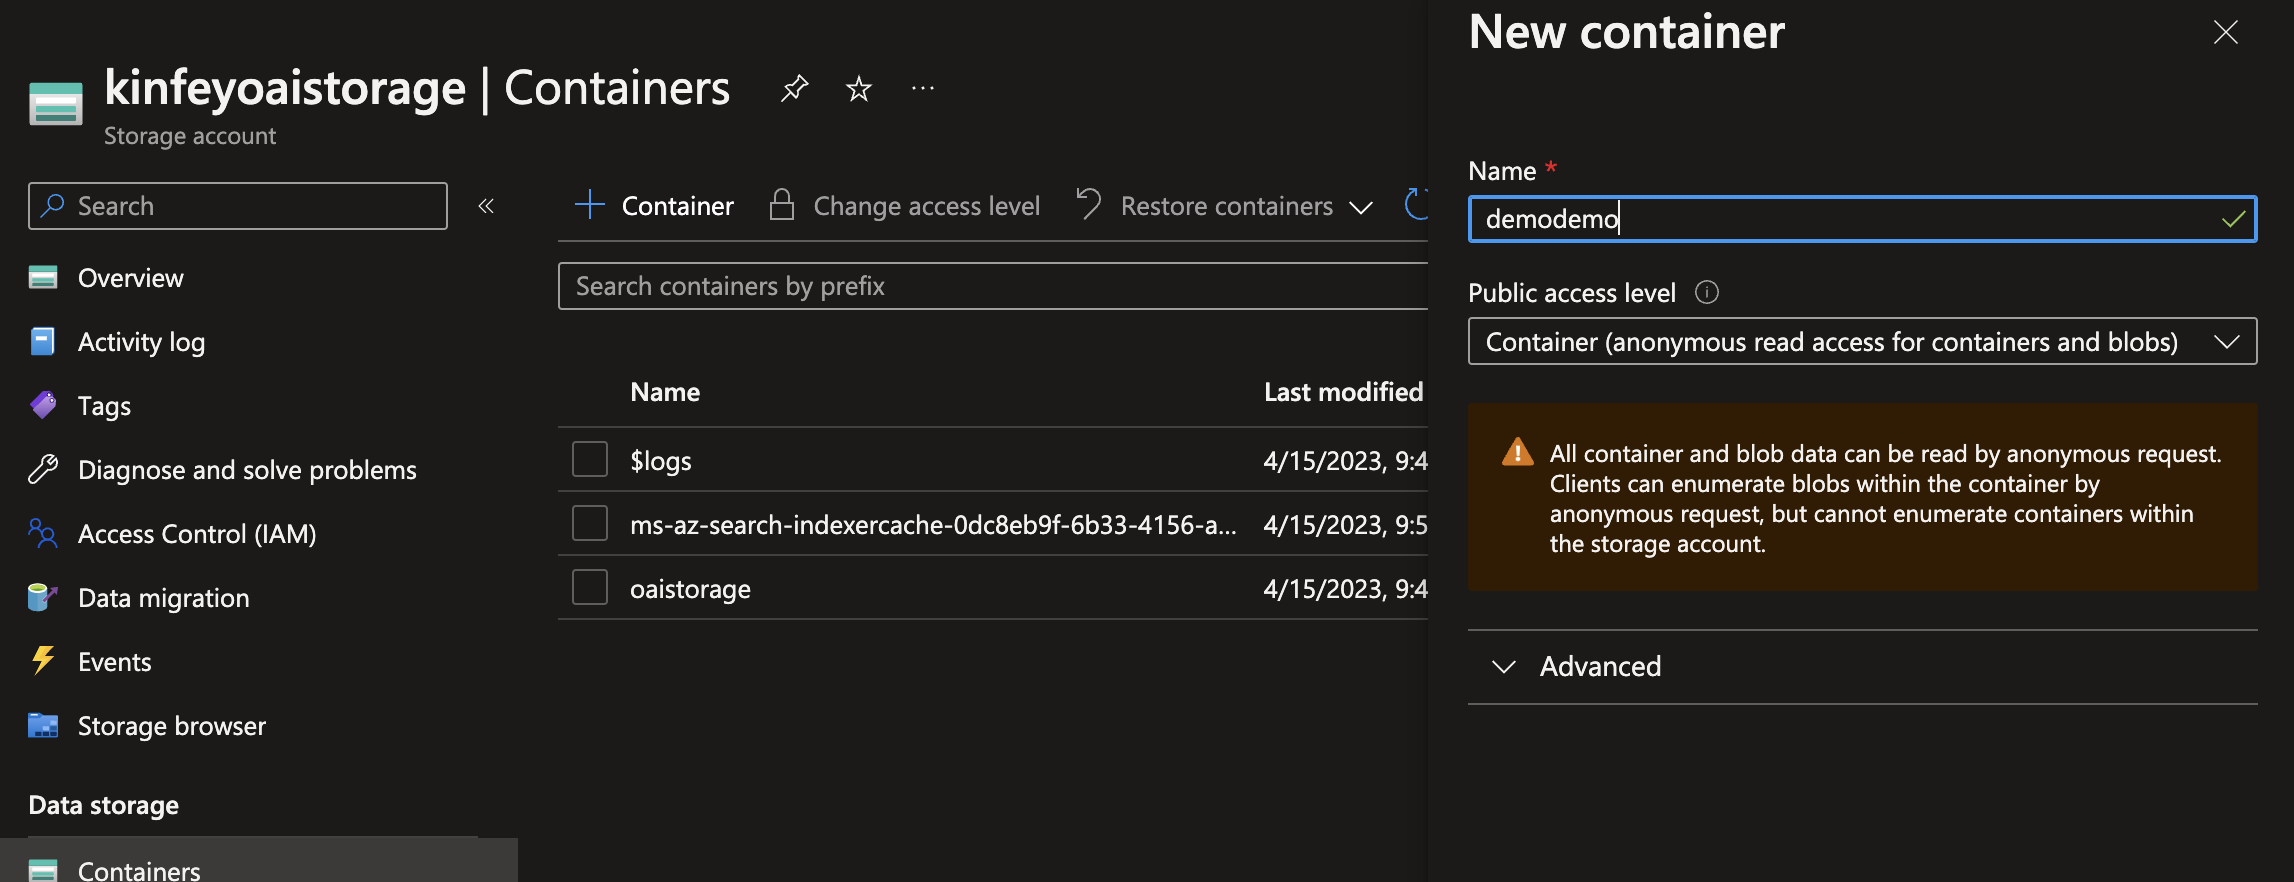 kinfeyoaistorage | Containers
Storage account
Search
Overview
Activity log
Tags
Diagnose and solve problems
Access Control (IAM)
Data migration
Events
Storage browser
Data storage
Containers
Container
Change access level
Restore containers
Search containers by prefix
Name Last modified
$logs 4/15/2023, 9:4
ms-az-search-indexercache-0dc8eb9f-6b33-4156-a... 4/15/2023, 9:5
oaistorage 4/15/2023, 9:4
New container
Name *
demodemo
Public access level
Container (anonymous read access for containers and blobs)
All container and blob data can be read by anonymous request.
Clients can enumerate blobs within the container by
anonymous request, but cannot enumerate containers within
the storage account.
Advanced